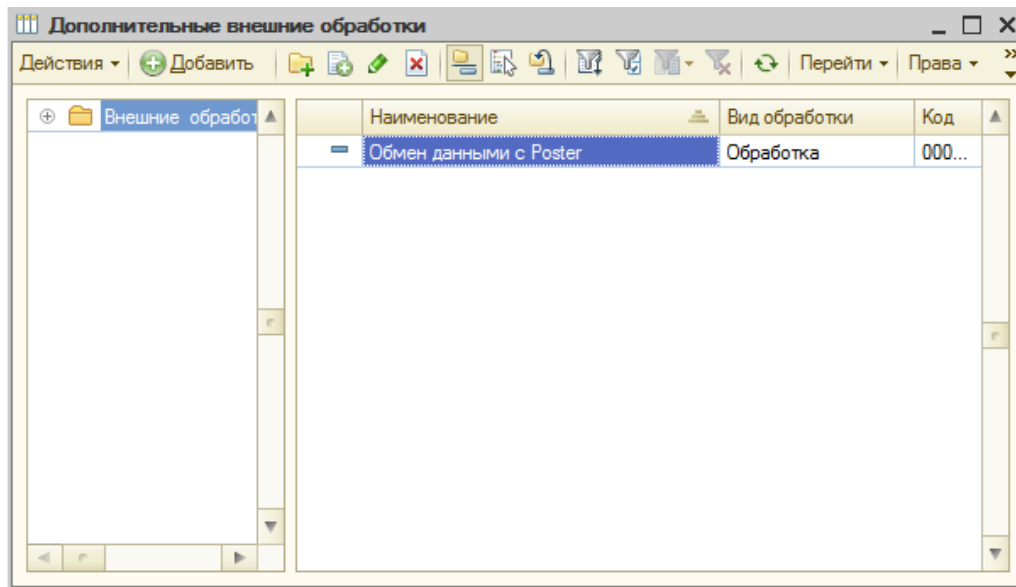 Дополнительные внешние обработки
Действия Добавить Перейти Права
Внешние обработ
Наименование Вид обработки Код
Обмен данными с Poster Обработка 000...